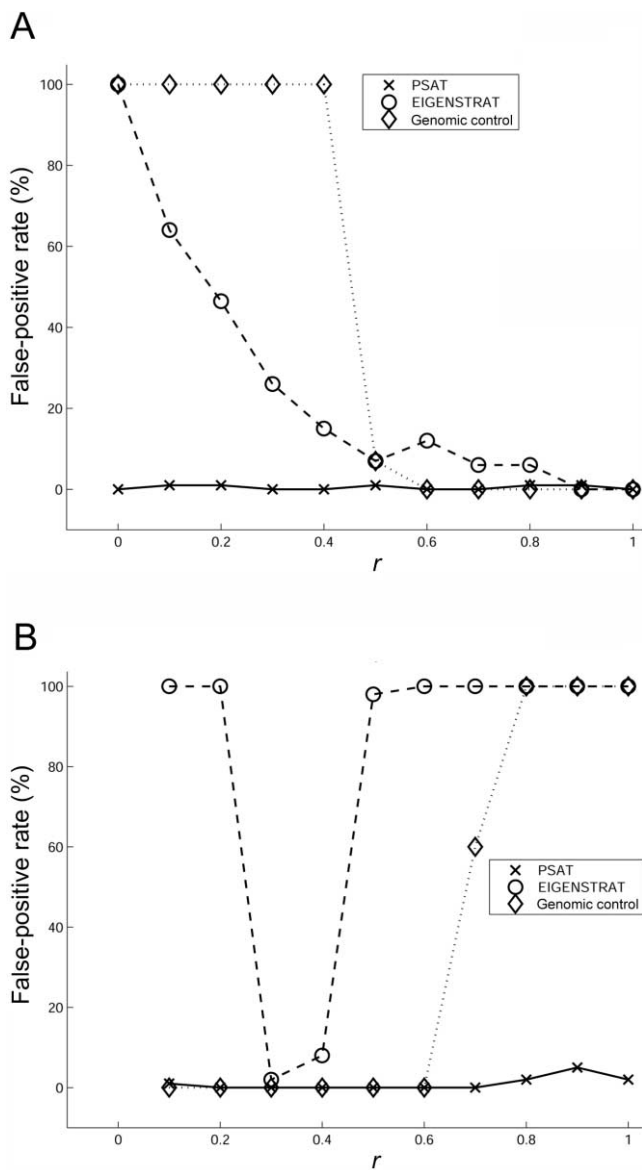 A
100
80
60
40
20
0
False-positive rate (%)
PSAT
EIGENSTRAT
Genomic control
0
0.2
0.4
0.6
0.8
1
r
B
100
80
60
40
20
0
False-positive rate (%)
PSAT
EIGENSTRAT
Genomic control
0
0.2
0.4
0.6
0.8
1
r